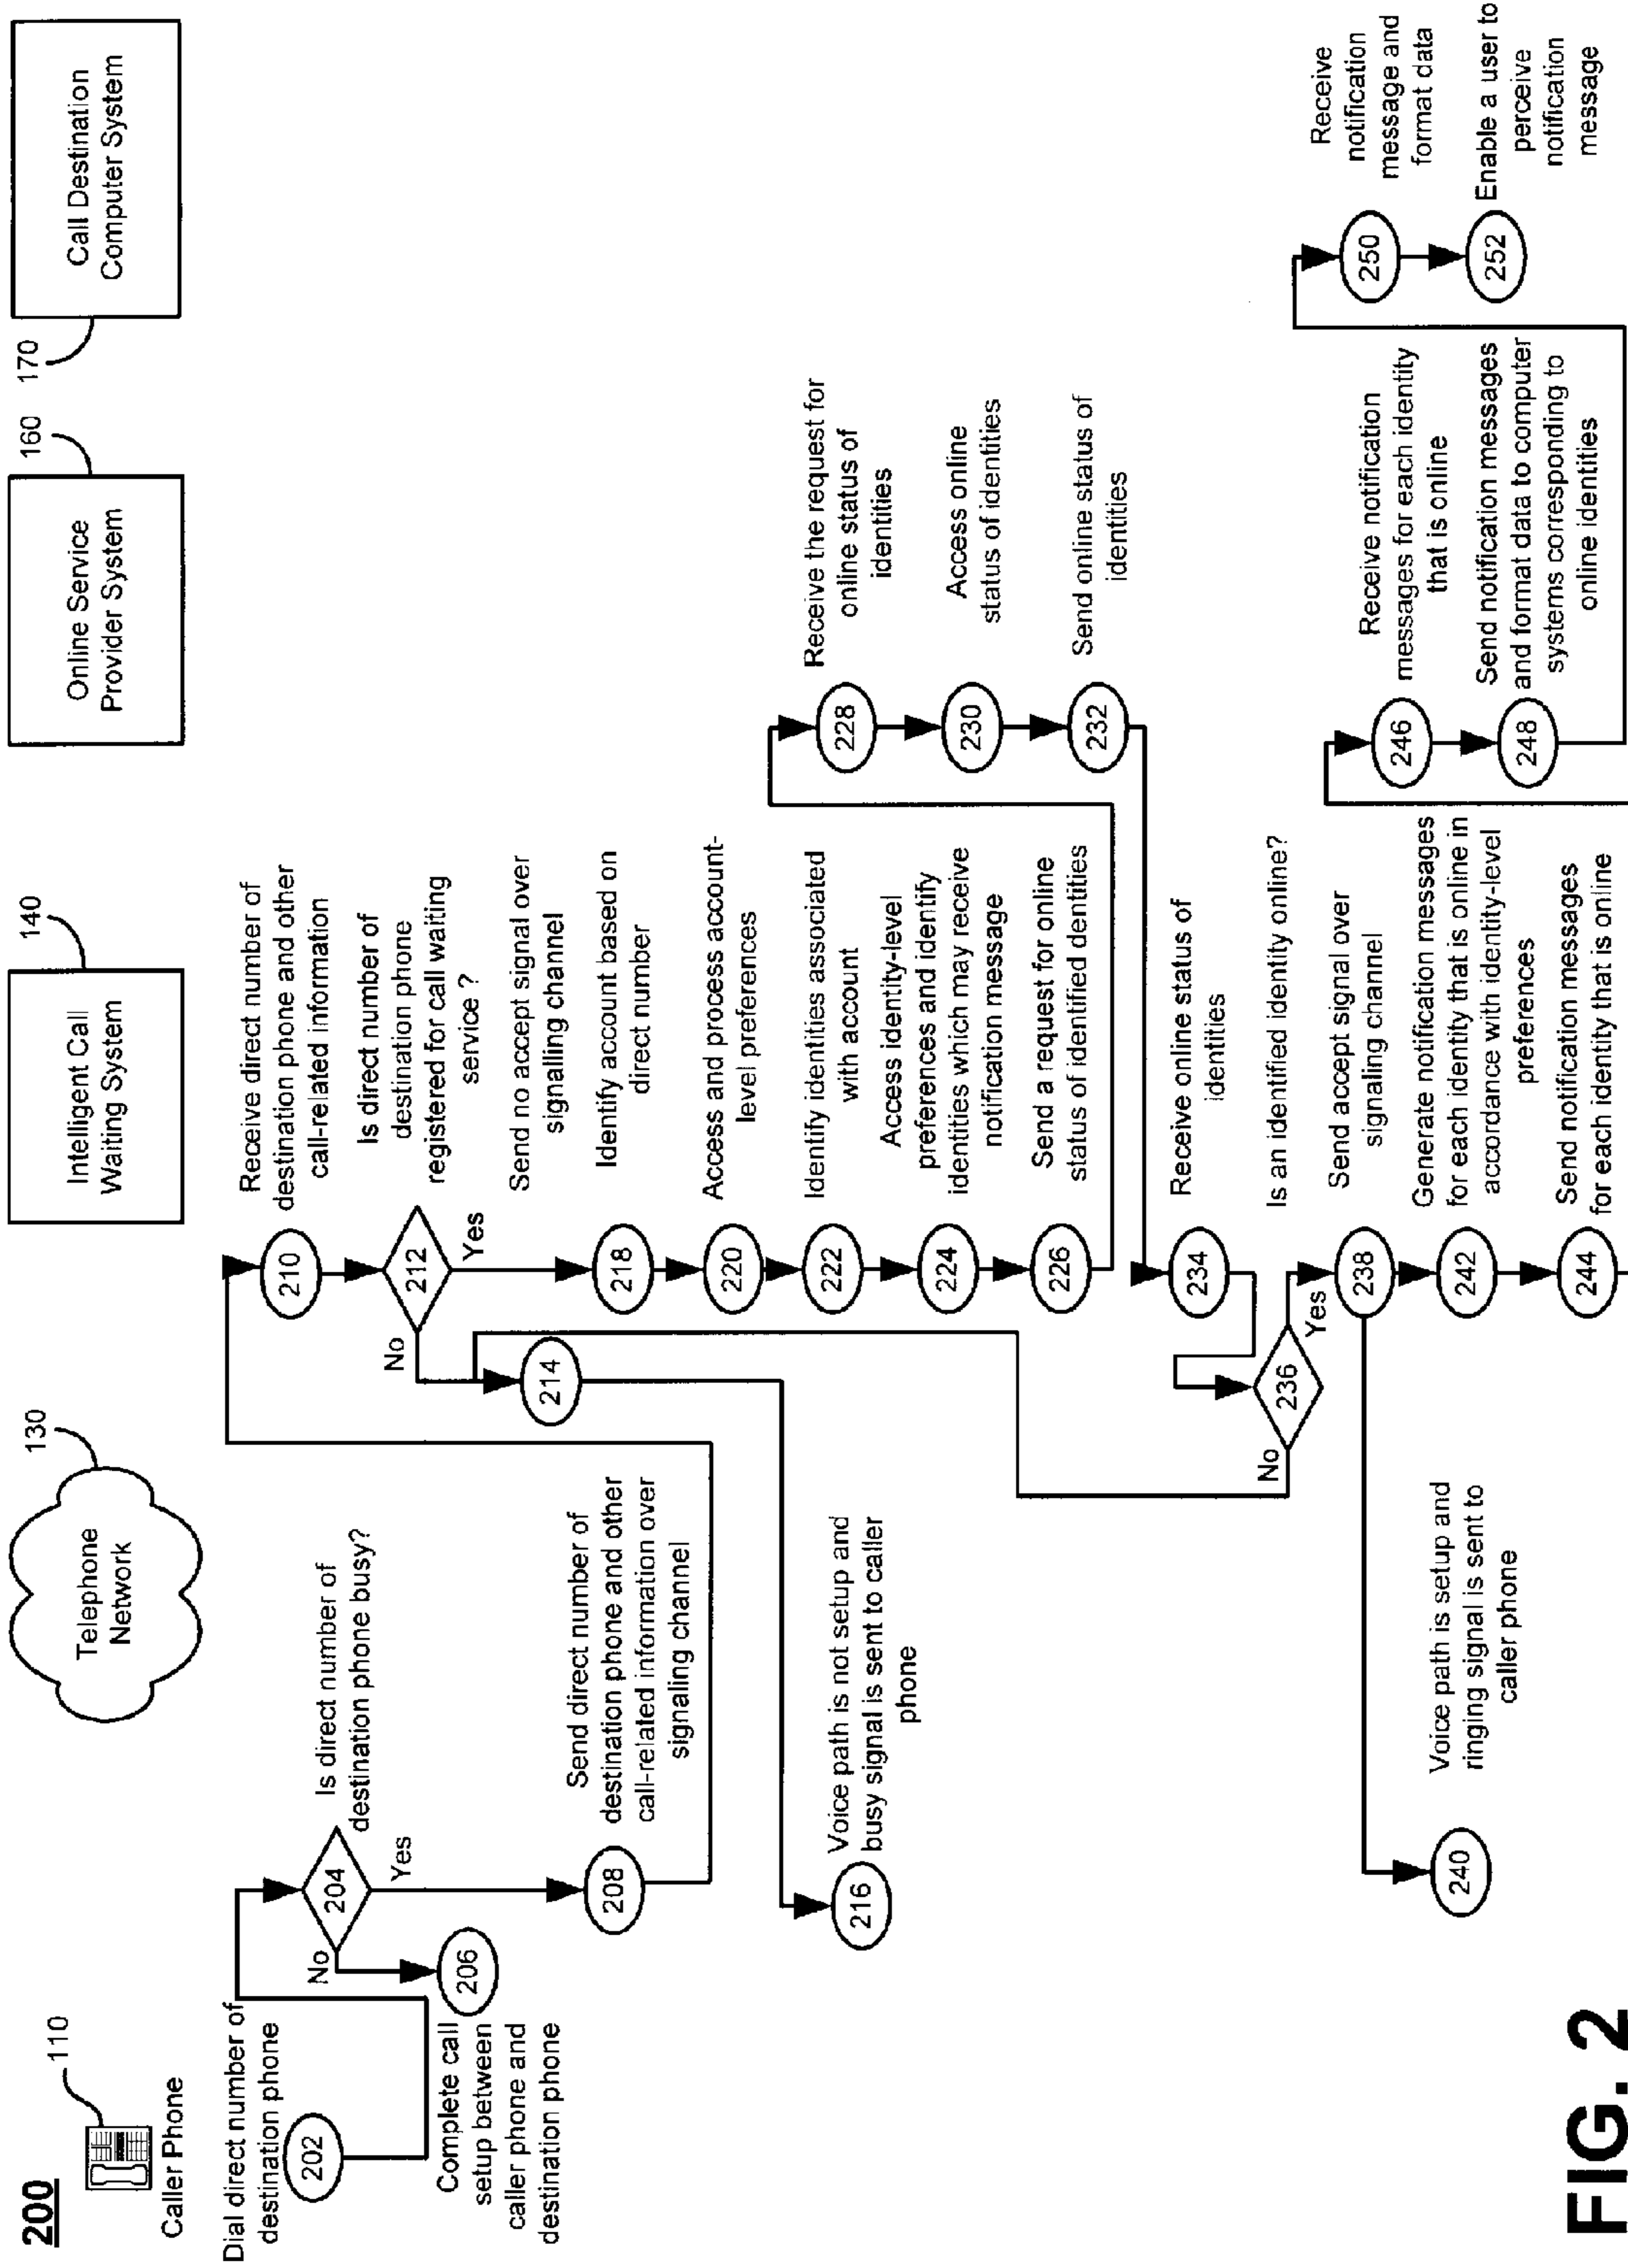 200
110
Caller Phone
Telephone
Network
130
Intelligent Call
Waiting System
140
Online Service
Provider System
160
Call Destination
Computer System
170
Dial direct number of
destination phone
202
204
Is direct number of
destination phone busy?
No
Yes
206
Complete call
setup between
caller phone and
destination phone
208
Send direct number of
destination phone and other
call-related information over
signaling channel
210
Receive direct number of
destination phone and other
call-related information
212
Is direct number of
destination phone
registered for call waiting
service ?
No
Yes
214
Send no accept signal over
signalling channel
216
Voice path is not setup and
busy signal is sent to caller
phone
218
Identify account based on
direct number
220
Access and process account-
level preferences
222
Identify identities associated
with account
224
Access identity-level
preferences and identify
identities which may receive
notification message
226
Send a request for online
status of identified identities
228
Receive the request for
online status of
identities
230
Access online
status of identities
232
Send online status of
identities
234
Receive online status of
identities
236
Is an identified identity online?
No
Yes
238
Send accept signal over
signaling channel
240
Voice path is setup and
ringing signal is sent to
caller phone
242
Generate notification messages
for each identity that is online in
accordance with identity-level
preferences
244
Send notification messages
for each identity that is online
246
Receive notification
messages for each identity
that is online
248
Send notification messages
and format data to computer
systems corresponding to
online identities
250
Receive
notification
message and
format data
252
Enable a user to
perceive
notification
message
FIG. 2